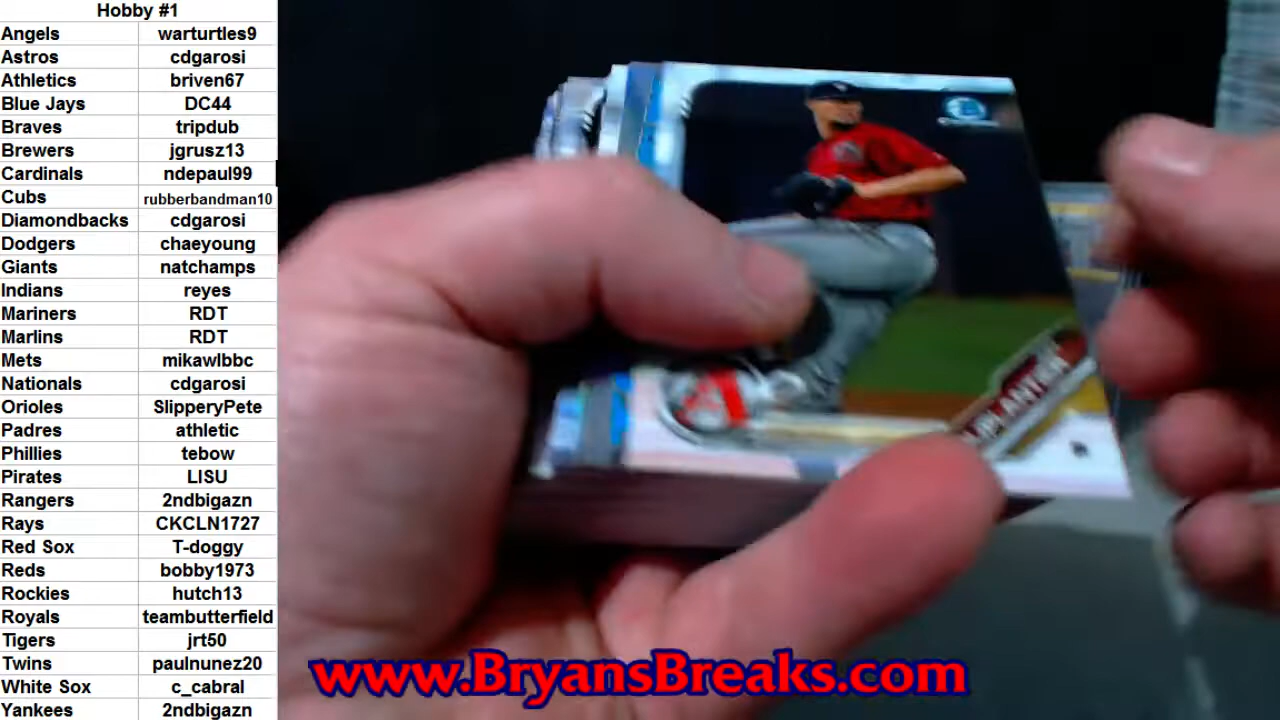 Hobby #1
Angels warturtles9
Astros cdgarosi
Athletics briven67
Blue Jays DC44
Braves tripdub
Brewers jgrusz13
Cardinals ndepaul99
Cubs rubberbandman10
Diamondbacks cdgarosi
Dodgers chaeyoung
Giants natchamps
Indians reyes
Mariners RDT
Marlins RDT
Mets mikawlbbc
Nationals cdgarosi
Orioles SlipperyPete
Padres athletic
Phillies tebow
Pirates LISU
Rangers 2ndbigazn
Rays CKCLN1727
Red Sox T-doggy
Reds bobby1973
Rockies hutch13
Royals teambutterfield
Tigers jrt50
Twins paulnunez20
White Sox c_cabral
Yankees 2ndbigazn
www.BryansBreaks.com